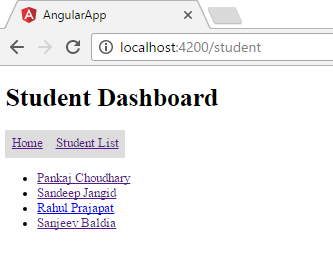 AngularApp
localhost:4200/student
Student Dashboard
Home Student List
Pankaj Choudhary
Sandeep Jangid
Rahul Prajapat
Sanjeev Baldia